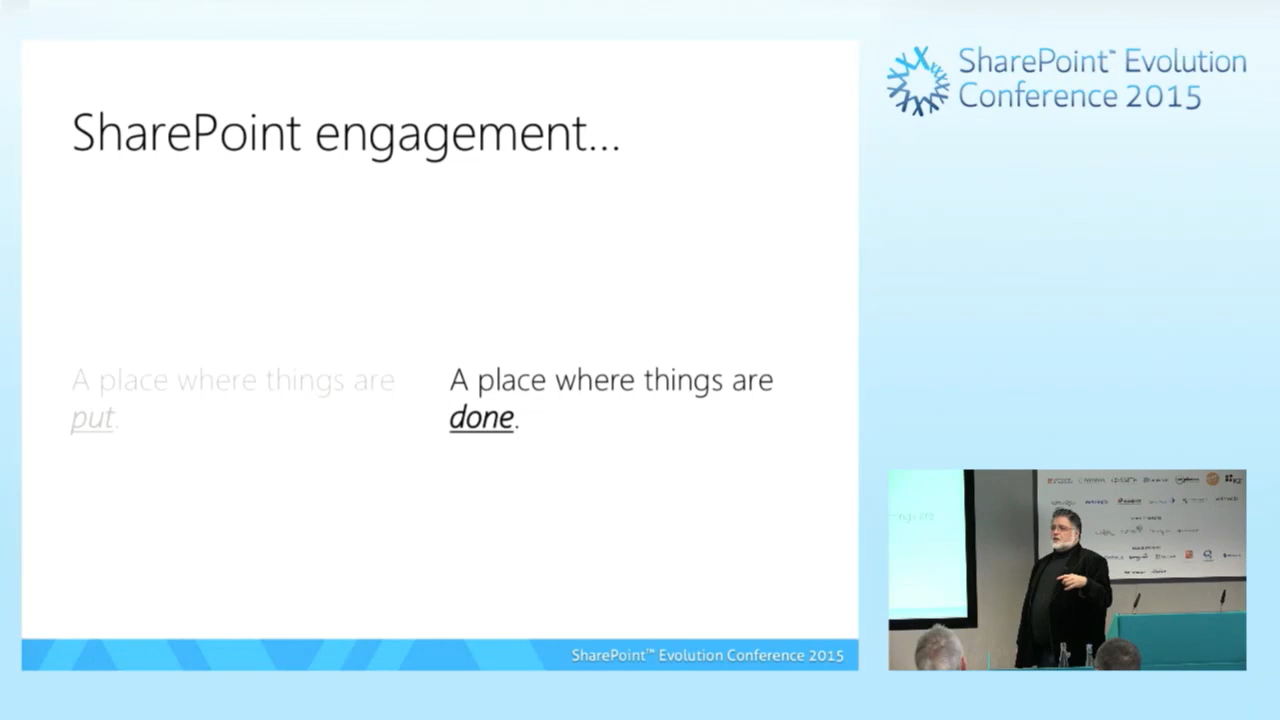 SharePoint engagement...
A place where things are
put.
A place where things are
done.
SharePoint™ Evolution Conference 2015
SharePoint™ Evolution
Conference 2015